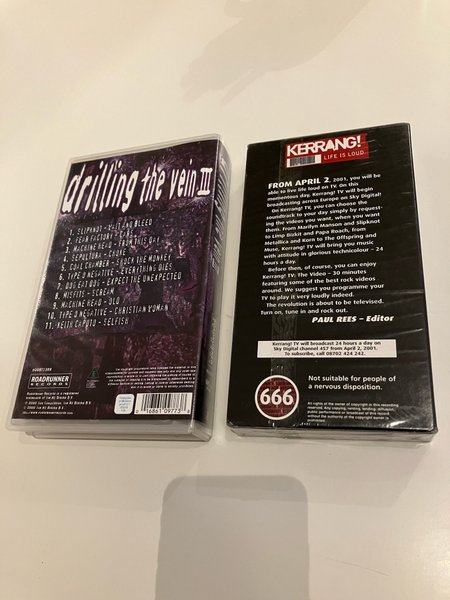 drilling the vein III
1. SLIPKNOT - WAIT AND BLEED
2. FEAR FACTORY - CARS
3. MACHINE HEAD - FROM THIS DAY
4. SEPULTURA - CHOKE
5. COAL CHAMBER - SHOCK THE MONKEY
6. TYPE O NEGATIVE - EVERYTHING DIES
7. DOG EAT DOG - EXPECT THE UNEXPECTED
8. MISFITS - SCREAM
9. MACHINE HEAD - OLD
10. TYPE O NEGATIVE - CHRISTIAN WOMAN
11. KEITH CAPUTO - SELFISH
ROADRUNNER
RECORDS
KERRANG!
LIFE IS LOUD
FROM APRIL 2, 2001, you will be
able to live life loud on TV. On this
momentous day, Kerrang! TV will begin
broadcasting across Europe on Sky Digital!
On Kerrang! TV, you can choose the
soundtrack to your day simply by request-
ing the videos you want, when you want
them. From Marilyn Manson and Slipknot
to Limp Bizkit and Papa Roach, from
Metallica and Korn to The Offspring and
Muse, Kerrang! TV will bring you music
with attitude in glorious technicolour - 24
hours a day.
Before then, of course, you can enjoy
Kerrang! TV: The Video - 30 minutes
featuring some of the best rock videos
around. We suggest you programme your
TV to play it very loudly indeed.
The revolution is about to be televised.
Turn on, tune in and rock out.
PAUL REES - Editor
Kerrang! TV will broadcast 24 hours a day on
Sky Digital channel 457 from April 2, 2001.
To subscribe, call 08702 424 242.
666
Not suitable for people of
a nervous disposition.